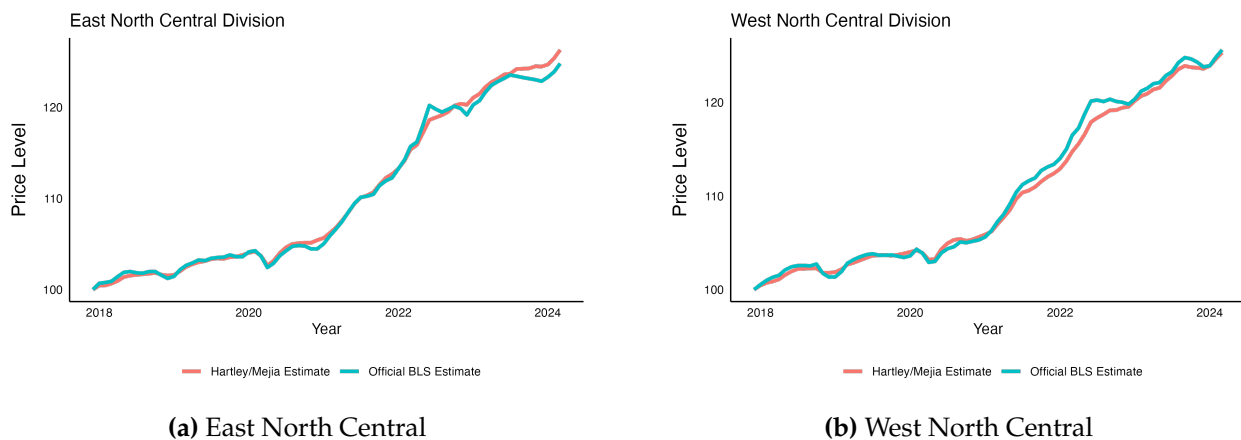 East North Central Division
Price Level
120
110
100
2018
2020
2022
2024
Year
Hartley/Mejia Estimate
Official BLS Estimate
(a) East North Central
West North Central Division
Price Level
120
110
100
2018
2020
2022
2024
Year
Hartley/Mejia Estimate
Official BLS Estimate
(b) West North Central